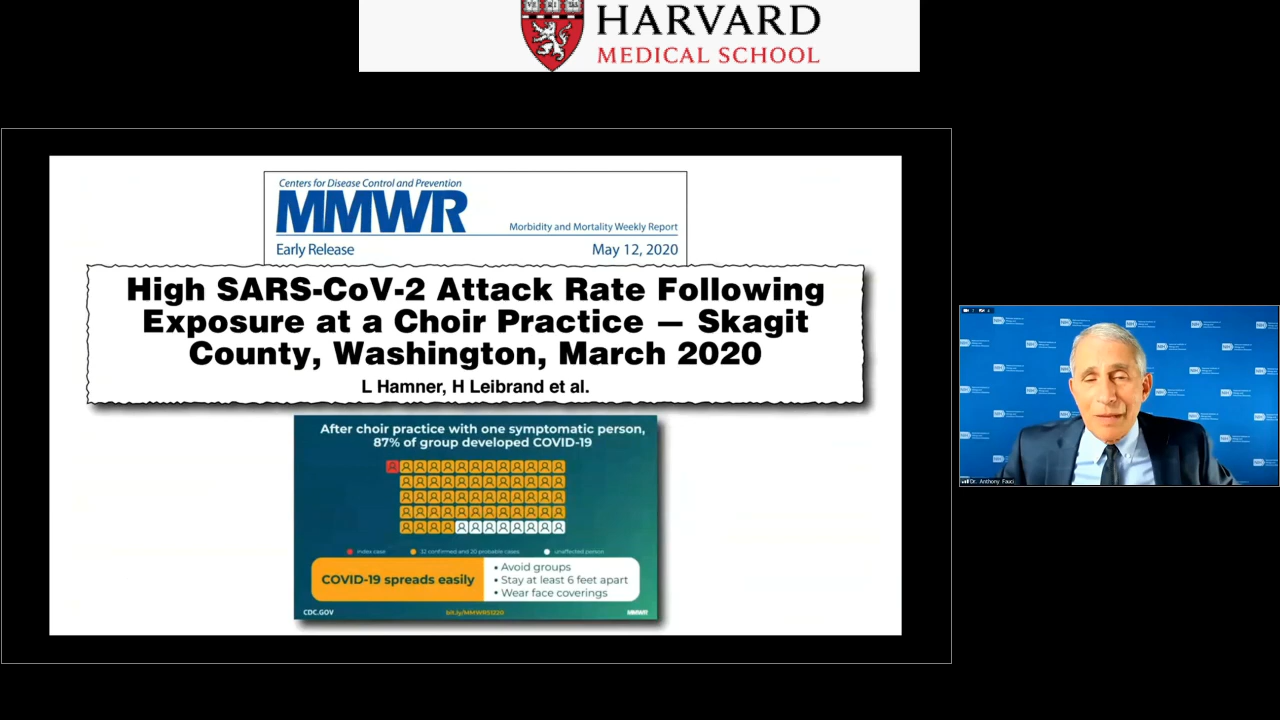 HARVARD
MEDICAL SCHOOL
Centers for Disease Control and Prevention
MMWR
Morbidity and Mortality Weekly Report
Early Release
May 12, 2020
High SARS-CoV-2 Attack Rate Following
Exposure at a Choir Practice — Skagit
County, Washington, March 2020
L Hamner, H Leibrand et al.
After choir practice with one symptomatic person,
87% of group developed COVID-19
index case
32 confirmed and 20 probable cases
unaffected person
COVID-19 spreads easily
• Avoid groups
• Stay at least 6 feet apart
• Wear face coverings
CDC.GOV
bit.ly/MMWR51220
MMWR
Dr. Anthony Fauci